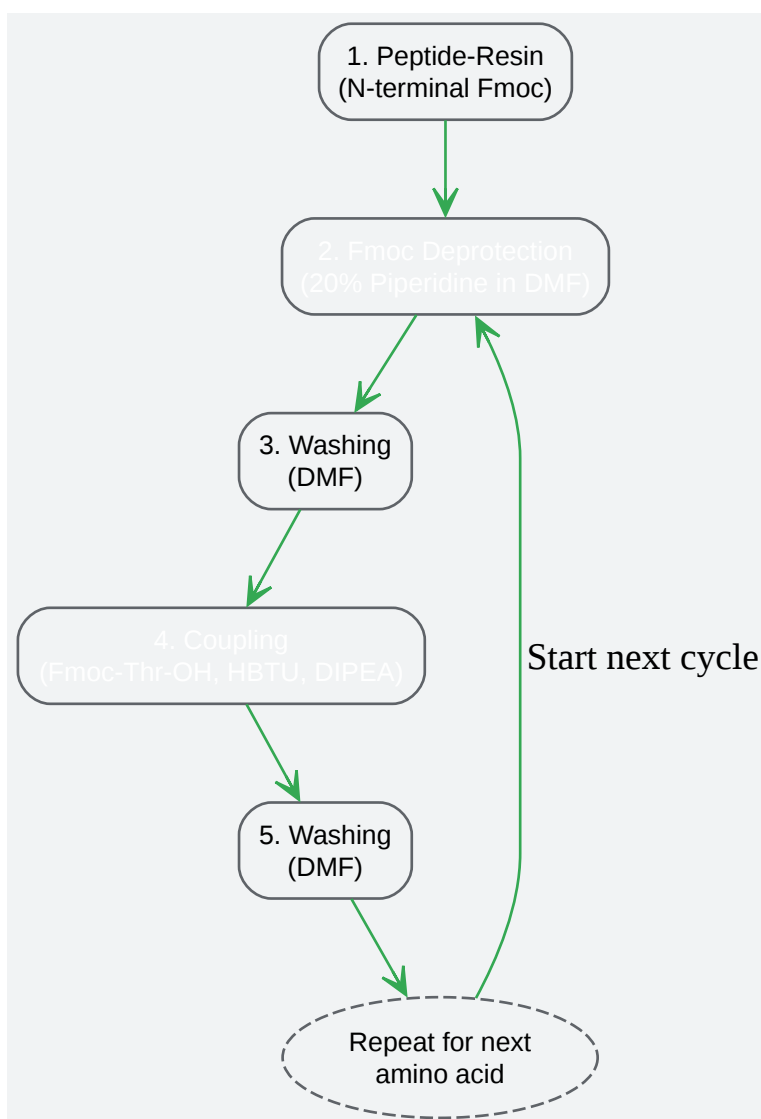 1. Peptide-Resin
(N-terminal Fmoc)
2. Fmoc Deprotection
(20% Piperidine in DMF)
3. Washing
(DMF)
4. Coupling
(Fmoc-Thr-OH, HBTU, DIPEA)
Start next cycle
5. Washing
(DMF)
Repeat for next
amino acid